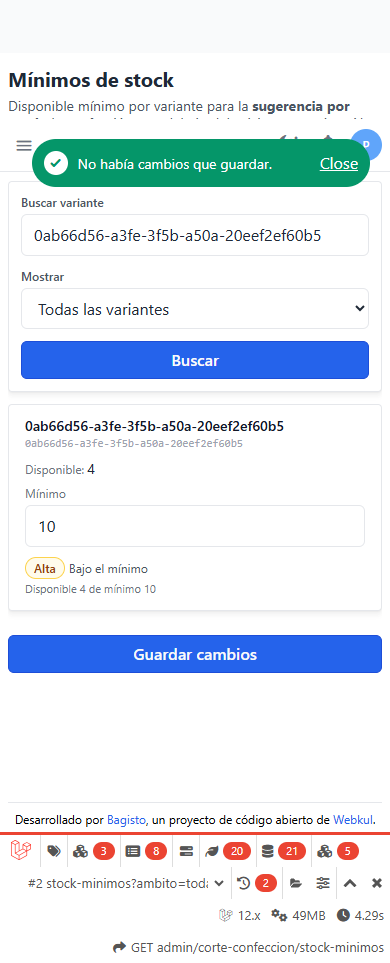 Mínimos de stock
Disponible mínimo por variante para la sugerencia por
No había cambios que guardar.
Close
Buscar variante
0ab66d56-a3fe-3f5b-a50a-20eef2ef60b5
Mostrar
Todas las variantes
Buscar
0ab66d56-a3fe-3f5b-a50a-20eef2ef60b5
0ab66d56-a3fe-3f5b-a50a-20eef2ef60b5
Disponible: 4
Mínimo
10
Alta Bajo el mínimo
Disponible 4 de mínimo 10
Guardar cambios
Desarrollado por Bagisto, un proyecto de código abierto de Webkul.
3 8 20 21 5
#2 stock-minimos?ambito=toda 2
12.x 49MB 4.29s
GET admin/corte-confeccion/stock-minimos